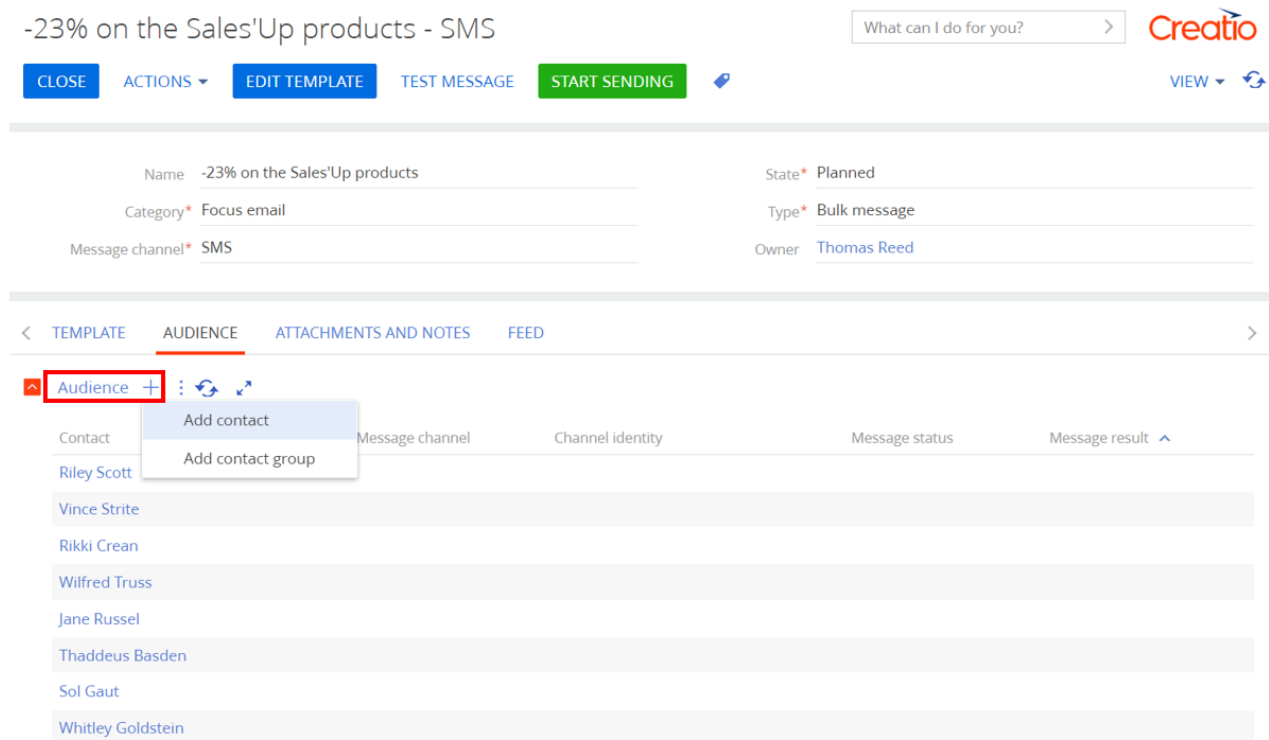 -23% on the Sales'Up products - SMS
What can I do for you?
Creatio
CLOSE ACTIONS EDIT TEMPLATE TEST MESSAGE START SENDING VIEW
Name -23% on the Sales'Up products State* Planned
Category* Focus email Type* Bulk message
Message channel* SMS Owner Thomas Reed
TEMPLATE AUDIENCE ATTACHMENTS AND NOTES FEED
Audience
Add contact
Contact Message channel Channel identity Message status Message result
Add contact group
Riley Scott
Vince Strite
Rikki Crean
Wilfred Truss
Jane Russel
Thaddeus Basden
Sol Gaut
Whitley Goldstein